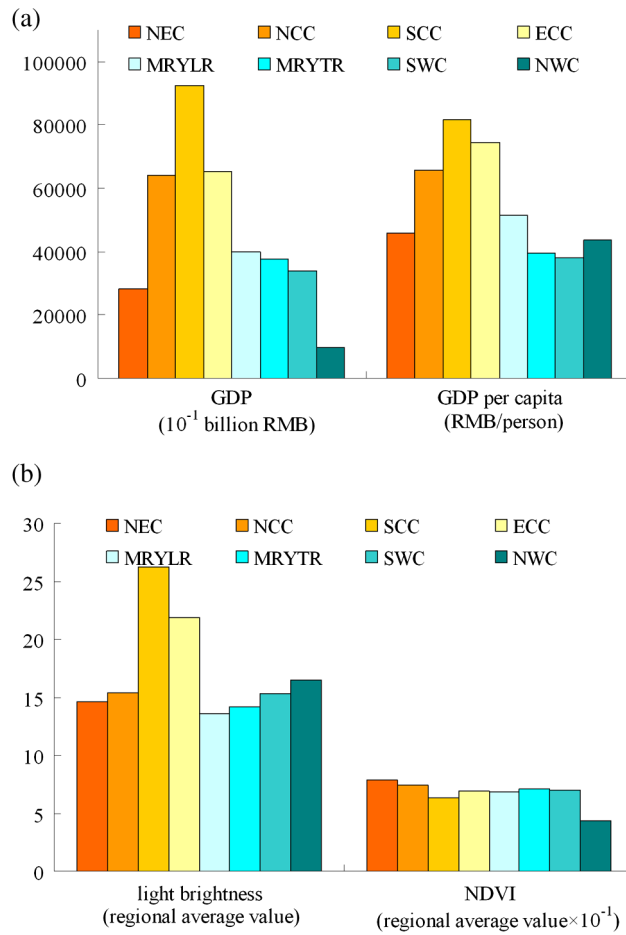 (a)
NEC NCC SCC ECC
MRYLR MRYTR SWC NWC
100000
80000
60000
40000
20000
0
GDP
(10⁻¹ billion RMB)
GDP per capita
(RMB/person)
(b)
NEC NCC SCC ECC
MRYLR MRYTR SWC NWC
30
25
20
15
10
5
0
light brightness
(regional average value)
NDVI
(regional average value×10⁻¹)